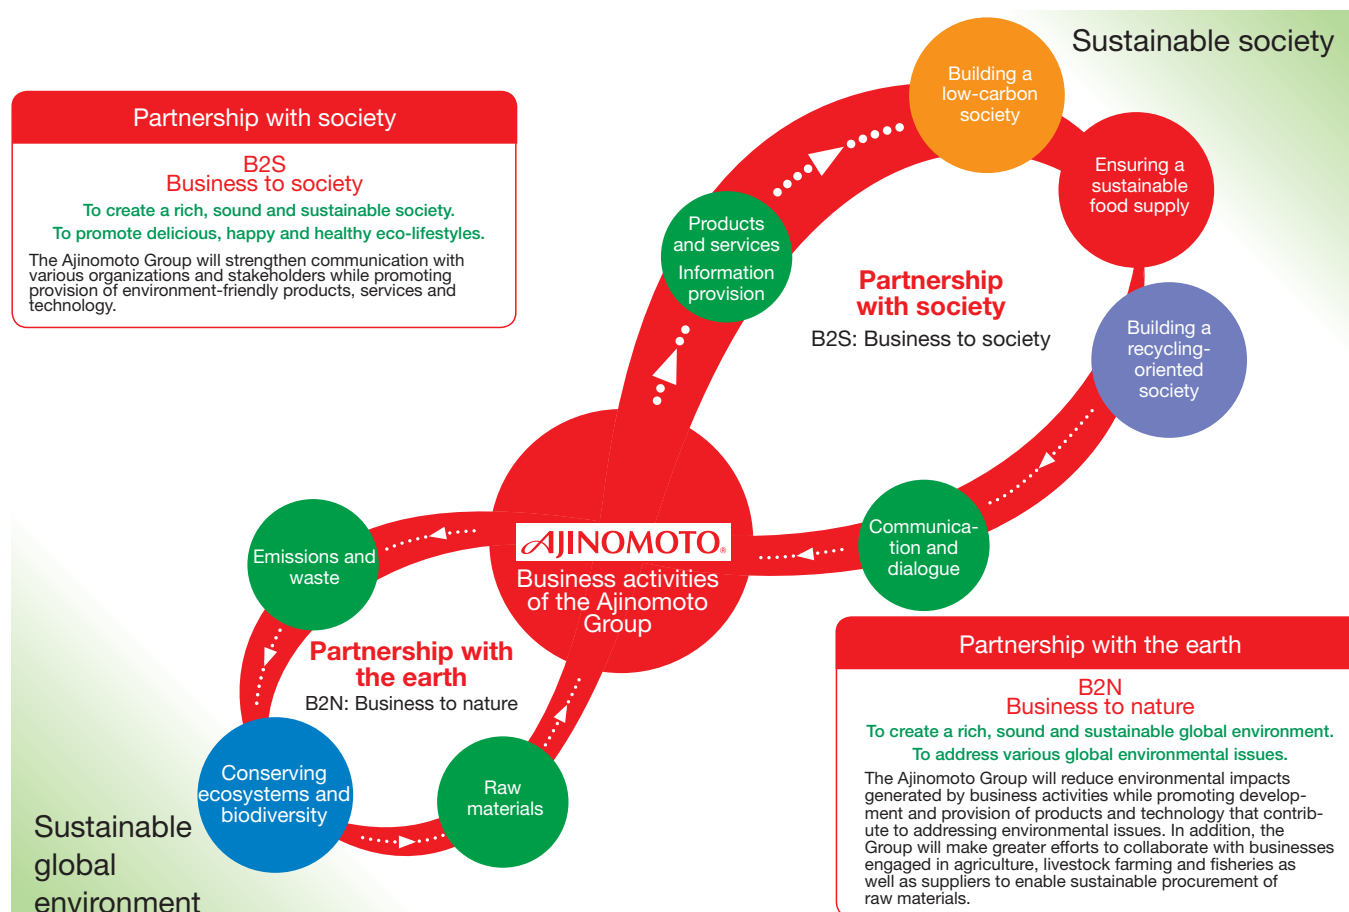 Sustainable society
Building a
low-carbon
society
Ensuring a
sustainable
food supply
Partnership with society
B2S
Business to society
To create a rich, sound and sustainable society.
To promote delicious, happy and healthy eco-lifestyles.
The Ajinomoto Group will strengthen communication with
various organizations and stakeholders while promoting
provision of environment-friendly products, services and
technology.
Products
and services
Information
provision
Partnership
with society
B2S: Business to society
Building a
recycling-
oriented
society
Communica-
tion and
dialogue
AJINOMOTO®
Business activities
of the Ajinomoto
Group
Emissions and
waste
Partnership with
the earth
B2N: Business to nature
Conserving
ecosystems and
biodiversity
Raw
materials
Sustainable
global
environment
Partnership with the earth
B2N
Business to nature
To create a rich, sound and sustainable global environment.
To address various global environmental issues.
The Ajinomoto Group will reduce environmental impacts
generated by business activities while promoting develop-
ment and provision of products and technology that contrib-
ute to addressing environmental issues. In addition, the
Group will make greater efforts to collaborate with businesses
engaged in agriculture, livestock farming and fisheries as
well as suppliers to enable sustainable procurement of
raw materials.